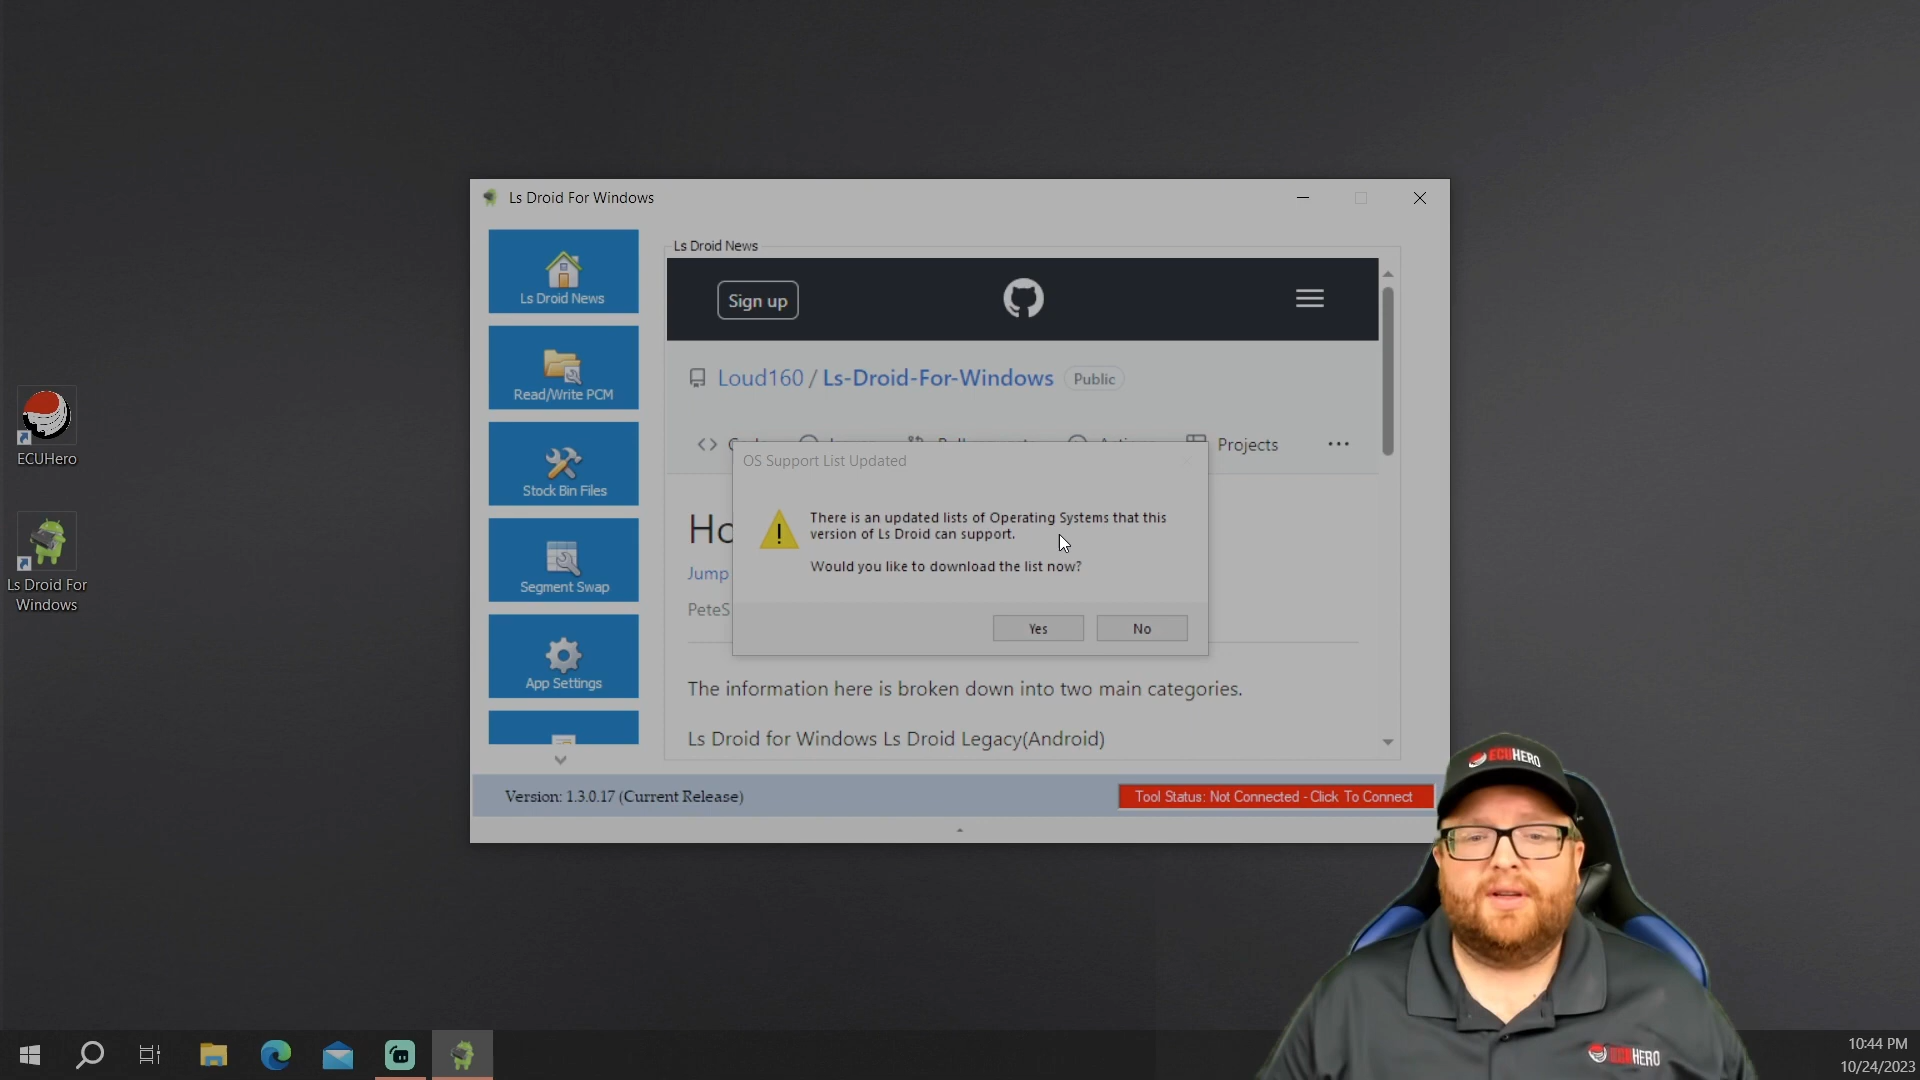 Ls Droid For Windows
Ls Droid News
Ls Droid News
Sign up
Read/Write PCM
Loud160 / Ls-Droid-For-Windows
Public
Stock Bin Files
Projects
OS Support List Updated
There is an updated lists of Operating Systems that this
version of Ls Droid can support.
Would you like to download the list now?
Yes
No
Ho
Jump
PeteS
Segment Swap
App Settings
The information here is broken down into two main categories.
Ls Droid for Windows Ls Droid Legacy(Android)
Version: 1.3.0.17 (Current Release)
Tool Status: Not Connected - Click To Connect
ECUHero
Ls Droid For
Windows
ECUHERO
ECUHERO
10:44 PM
10/24/2023